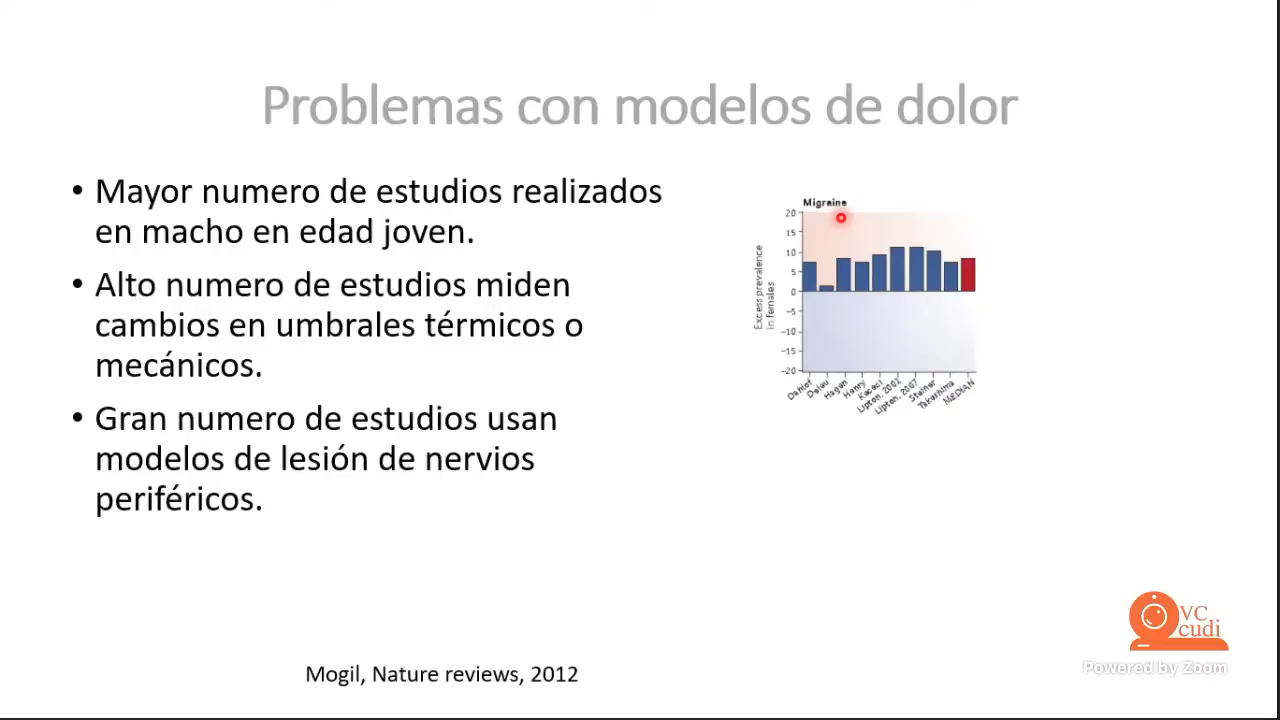 Problemas con modelos de dolor
• Mayor numero de estudios realizados
en macho en edad joven.
• Alto numero de estudios miden
cambios en umbrales térmicos o
mecánicos.
• Gran numero de estudios usan
modelos de lesión de nervios
periféricos.
Migraine
Excess prevalence
in females
20
15
10
5
0
−5
−10
−15
−20
Hagen
Henry
Lipton, 2002
Lipton, 2007
Steiner
Takeshima
MEDIAN
Mogil, Nature reviews, 2012
VC
cudi
Powered by Zoom